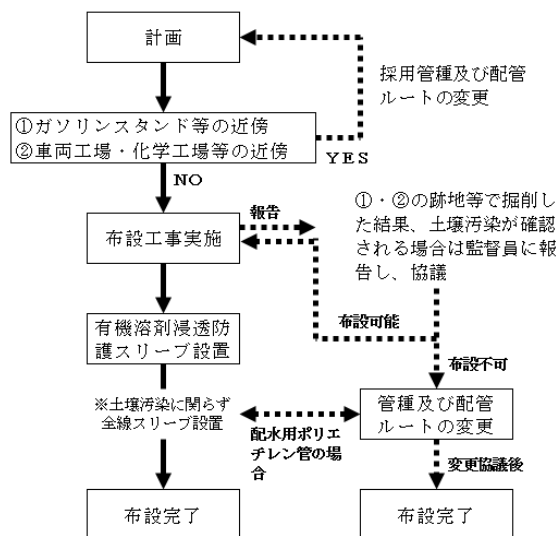 計画
採用管種及び配管
ルートの変更
①ガソリンスタンド等の近傍
②車両工場・化学工場等の近傍
YES
NO
報告
①・②の跡地等で掘削し
た結果、土壌汚染が確認
される場合は監督員に報
告し、協議
布設工事実施
布設可能
有機溶剤浸透防
護スリーブ設置
布設不可
※土壌汚染に関らず
全線スリーブ設置
管種及び配管
ルートの変更
配水用ポリエ
チレン管の場
合
変更協議後
布設完了
布設完了